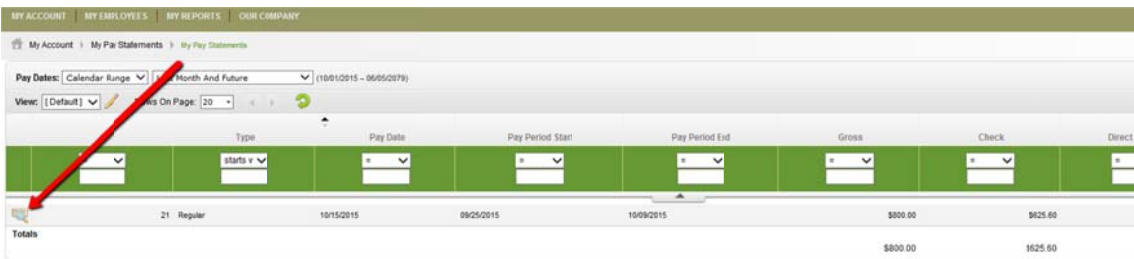 MY ACCOUNT MY EMPLOYEES MY REPORTS OUR COMPANY
My Account My Pa Statements My Pay Statements
Pay Dates: Calendar Range Month And Future (10/01/2015 – 06/05/2079)
View: [Default] Rows On Page: 20
Type Pay Date Pay Period Start Pay Period End Gross Check Direct
= starts v = = = = = =
21 Regular 10/15/2015 09/25/2015 10/09/2015 $800.00 $625.60
Totals
$800.00 $625.60